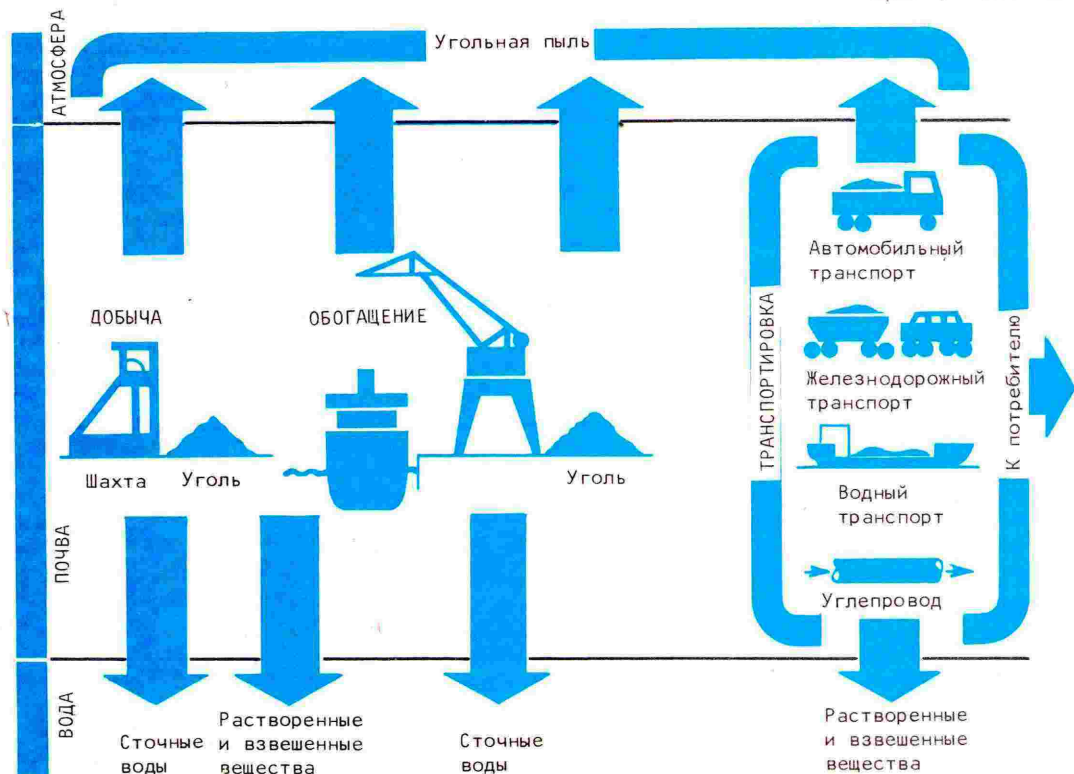 АТМОСФЕРА
Угольная пыль
ПОЧВА
ДОБЫЧА
ОБОГАЩЕНИЕ
Шахта
Уголь
Уголь
ТРАНСПОРТИРОВКА
Автомобильный
транспорт
Железнодорожный
транспорт
Водный
транспорт
Углепровод
К потребителю
ВОДА
Сточные
воды
Растворенные
и взвешенные
вещества
Сточные
воды
Растворенные
и взвешенные
вещества